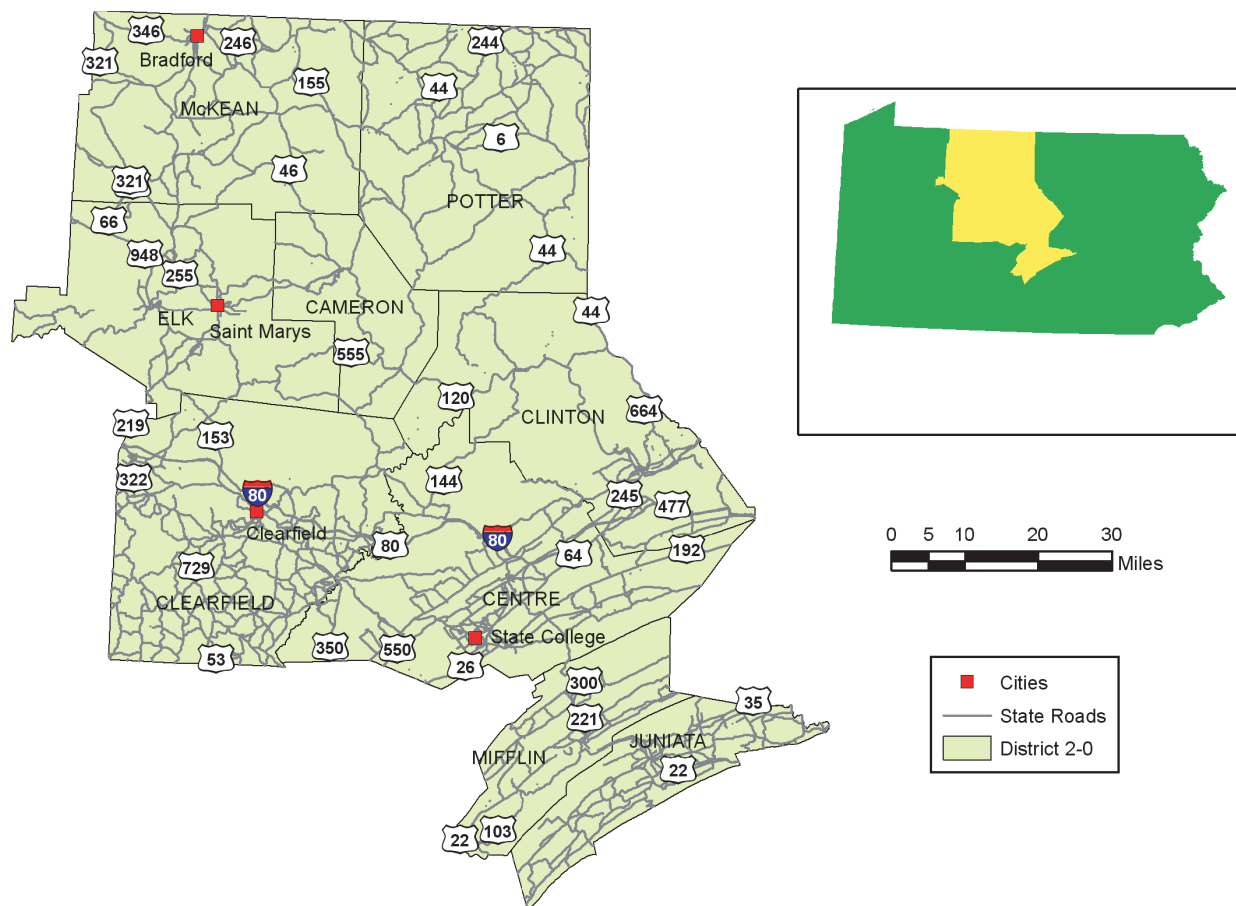 346
246
244
Bradford
321
155
44
McKEAN
6
46
321
POTTER
66
948
44
255
CAMERON
44
ELK
Saint Marys
555
120
CLINTON
664
219
153
322
144
80
245
477
Clearfield
80
80
64
192
729
CENTRE
CLEARFIELD
State College
350
550
53
26
300
35
221
JUNIATA
MIFFLIN
22
22
103
0 5 10 20 30
Miles
Cities
State Roads
District 2-0